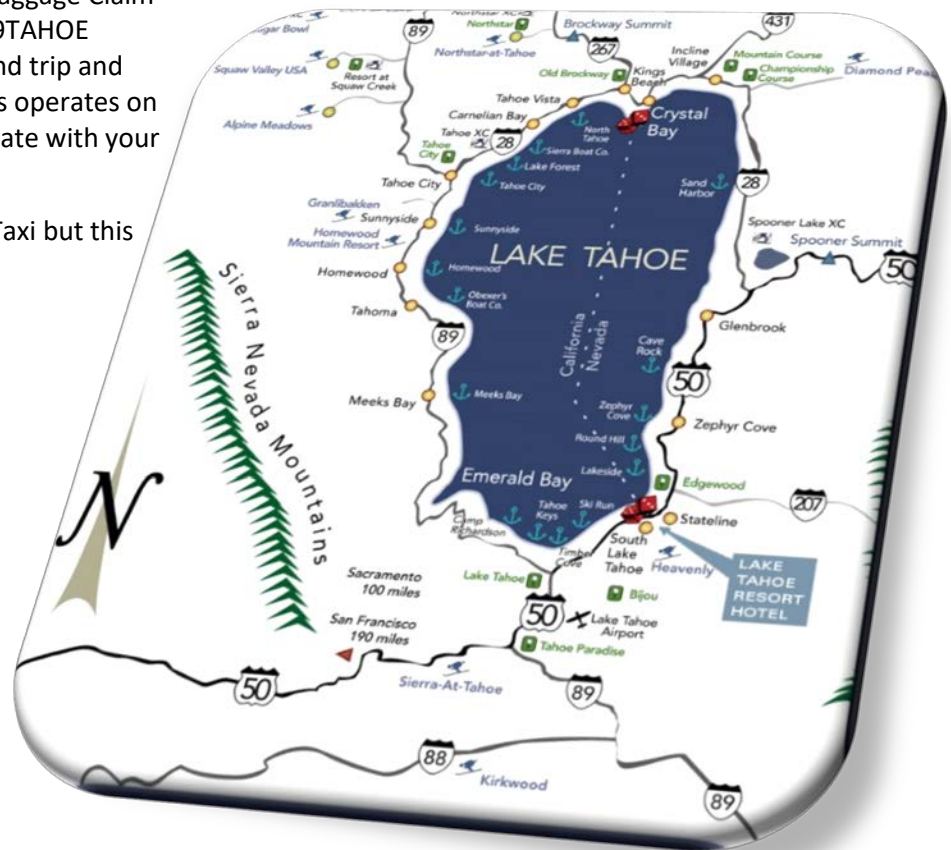 aggage Claim
9TAHOE
nd trip and
s operates on
ate with your
Taxi but this
89
Northstar
Northstar-at-Tahoe
Brockway Summit
267
431
ugar Bowl
Squaw Valley USA
Resort at
Squaw Creek
Alpine Meadows
Old Brockway
Kings
Beach
Incline
Village
Mountain Course
Championship
Course
Diamond Pea
Tahoe Vista
Carnelian Bay
Tahoe XC
28
Tahoe
City
Tahoe City
North
Tahoe
Sierra Boat Co.
Lake Forest
Tahoe City
Crystal
Bay
Sand
Harbor
28
Spooner Lake XC
Spooner Summit
50
Granlibakken
Sunnyside
Homewood
Mountain Resort
Homewood
Tahoma
89
Sunnyside
Homewood
Obexer's
Boat Co.
LAKE TAHOE
California
Nevada
Cave
Rock
Glenbrook
50
Sierra Nevada Mountains
Meeks Bay
Meeks Bay
Zephyr
Cove
Zephyr Cove
Round Hill
Lakeside
Emerald Bay
Edgewood
207
N
Camp
Richardson
Tahoe
Keys
Ski Run
Timber
Cove
South
Lake
Tahoe
Stateline
Heavenly
LAKE
TAHOE
RESORT
HOTEL
Sacramento
100 miles
San Francisco
190 miles
Lake Tahoe
50
Bijou
Lake Tahoe
Airport
Tahoe Paradise
50
Sierra-At-Tahoe
89
88
Kirkwood
89